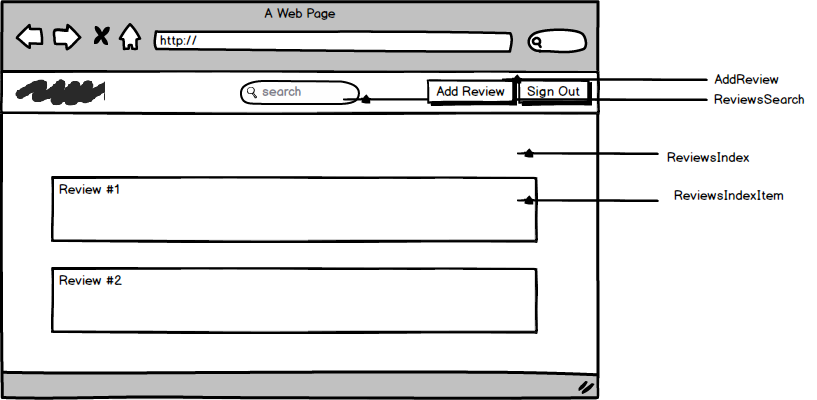 A Web Page
http://
search
Add Review
Sign Out
AddReview
ReviewsSearch
ReviewsIndex
Review #1
ReviewsIndexItem
Review #2